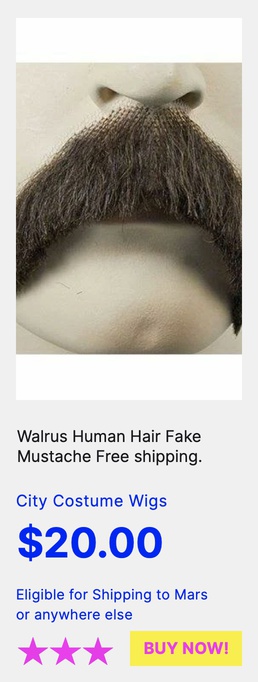 Walrus Human Hair Fake
Mustache Free shipping.
City Costume Wigs
$20.00
Eligible for Shipping to Mars
or anywhere else
BUY NOW!